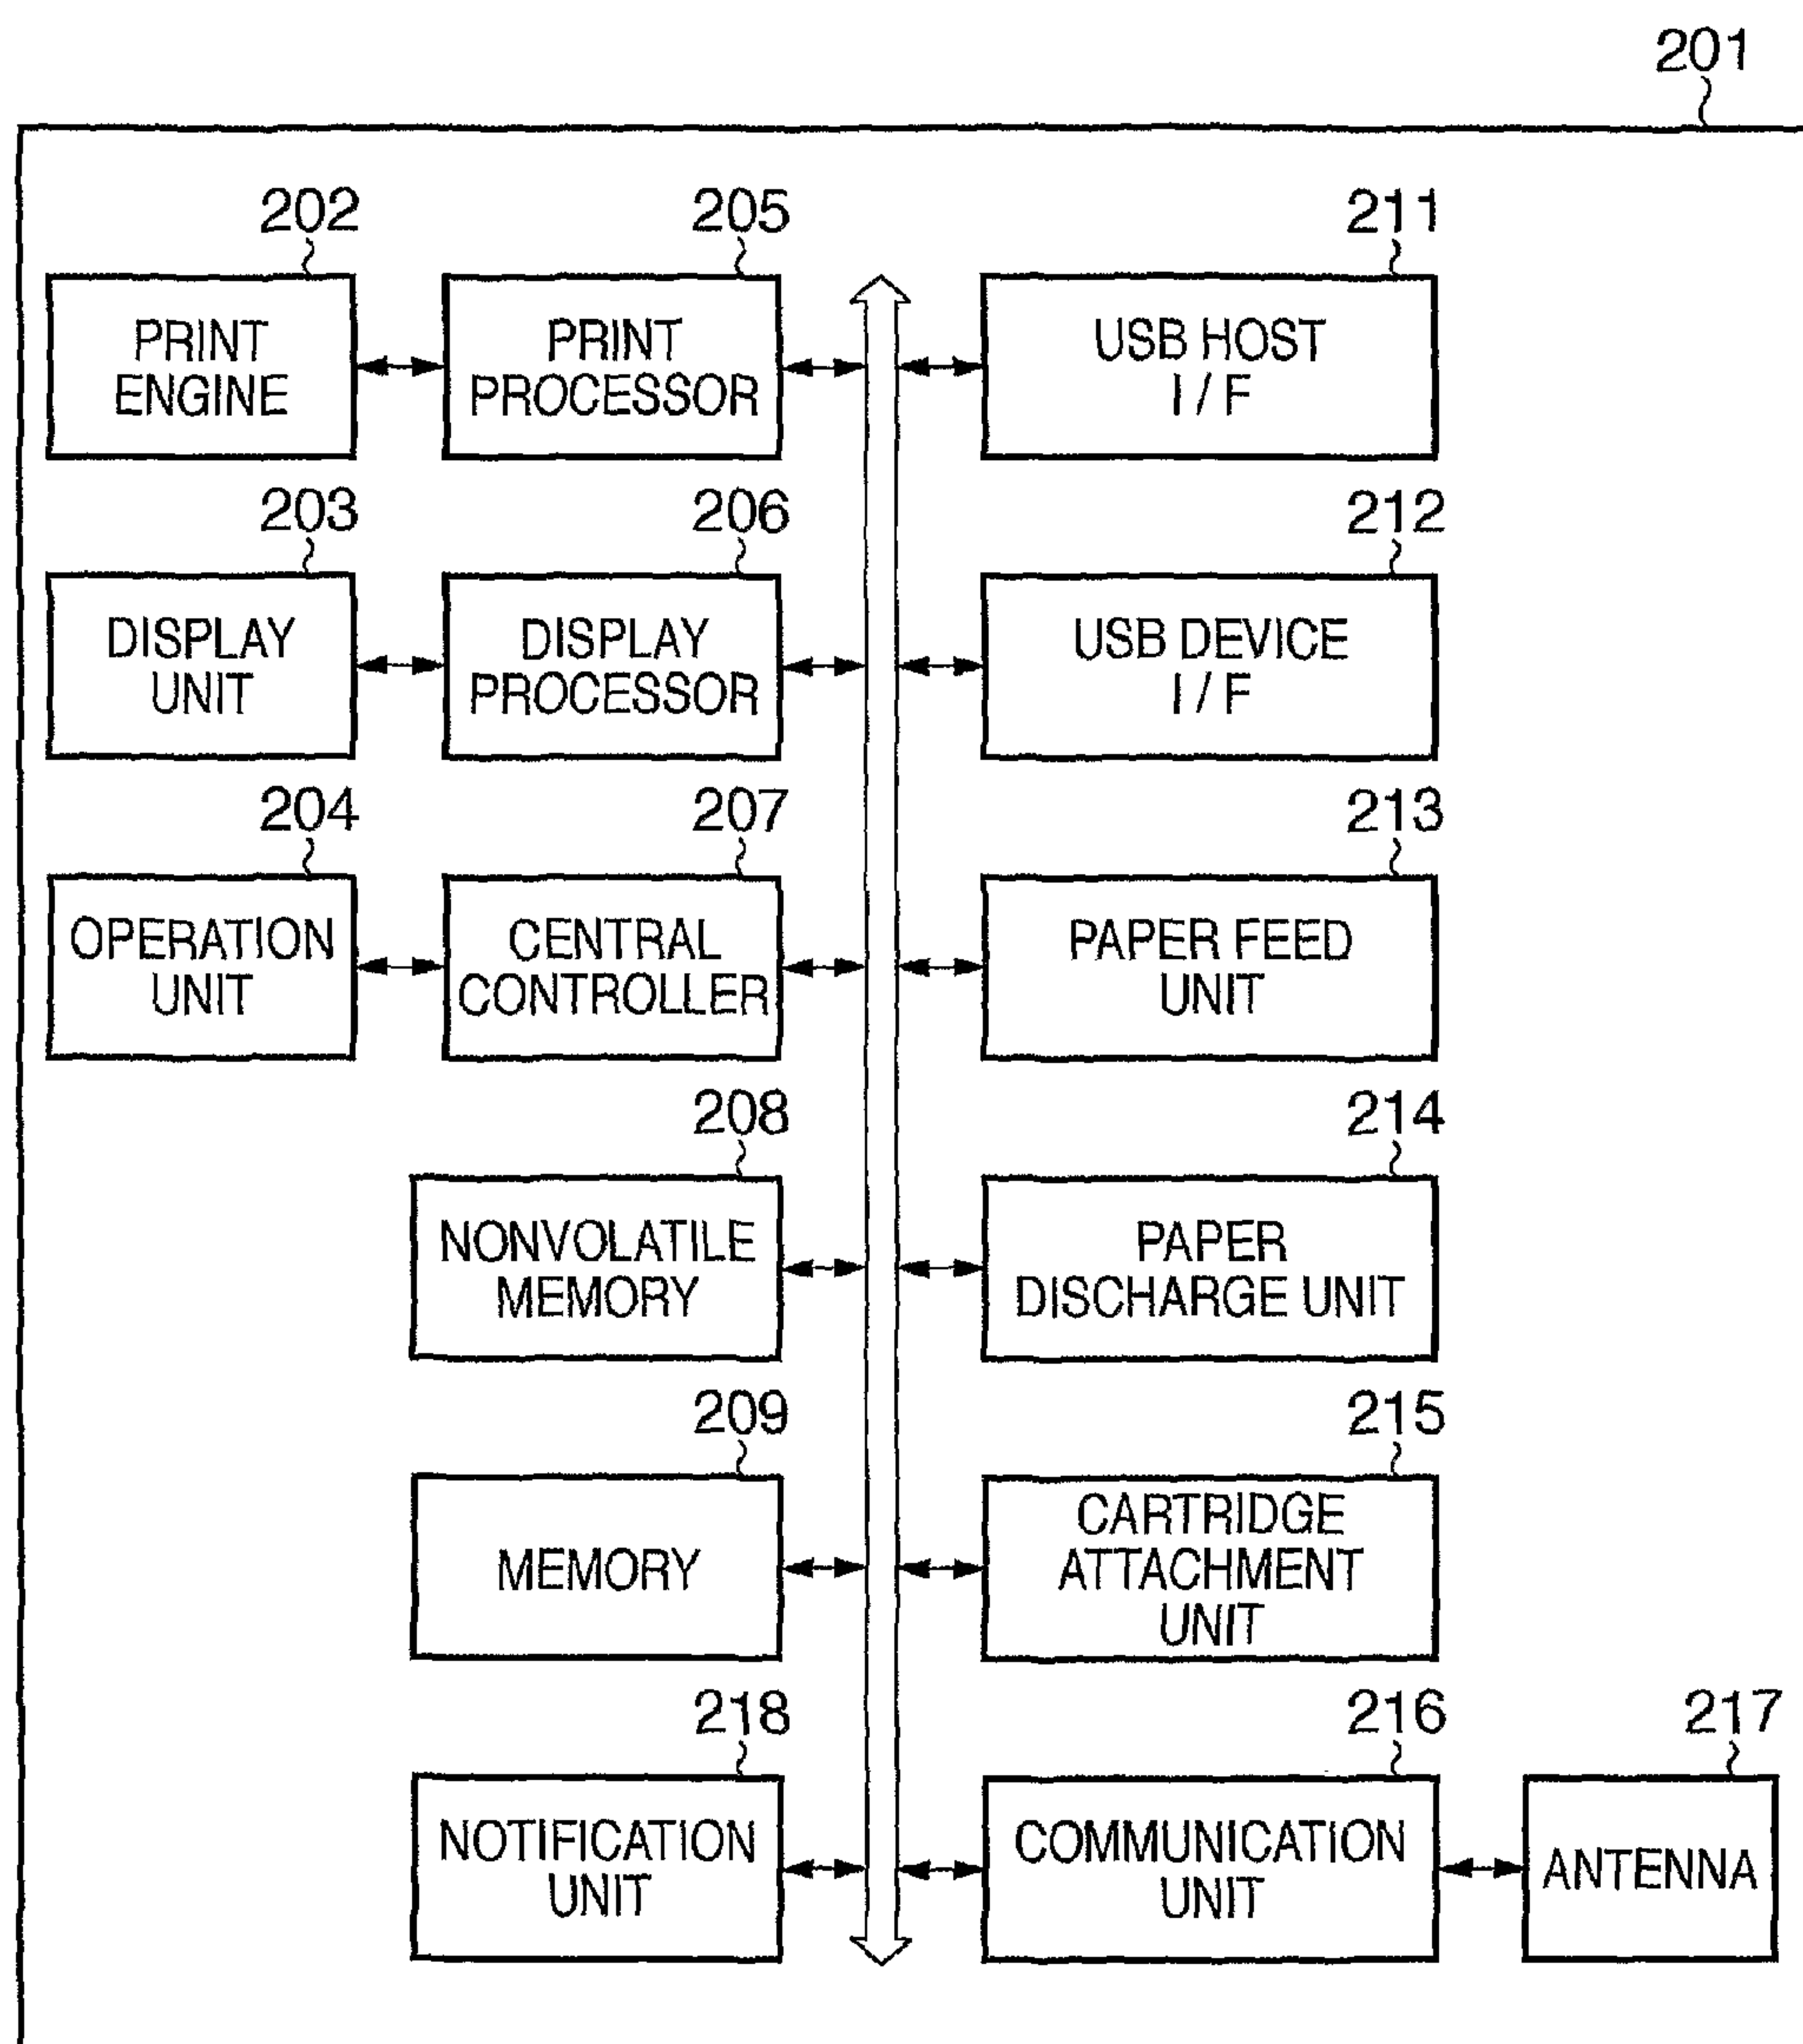 201
202
205
211
PRINT
ENGINE
PRINT
PROCESSOR
USB HOST
I / F
203
206
212
DISPLAY
UNIT
DISPLAY
PROCESSOR
USB DEVICE
I / F
204
207
213
OPERATION
UNIT
CENTRAL
CONTROLLER
PAPER FEED
UNIT
208
214
NONVOLATILE
MEMORY
PAPER
DISCHARGE UNIT
209
215
MEMORY
CARTRIDGE
ATTACHMENT
UNIT
218
216
217
NOTIFICATION
UNIT
COMMUNICATION
UNIT
ANTENNA